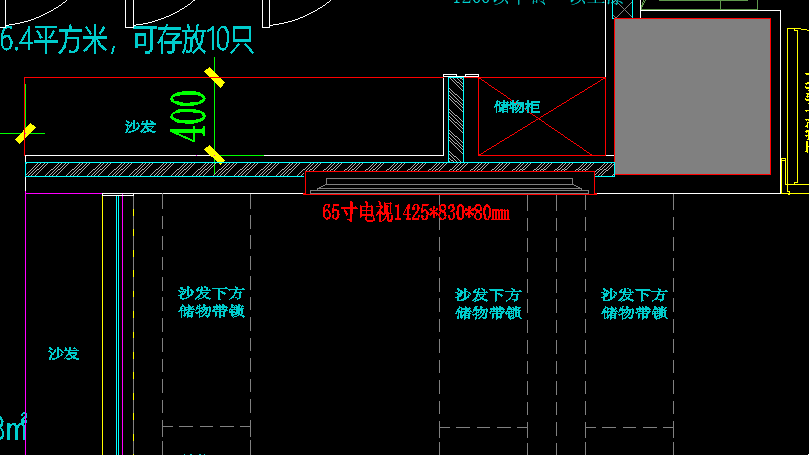 6.4平方米，可存放10只
沙发
400
储物柜
65寸电视1425*830*80mm
沙发下方
储物带锁
沙发下方
储物带锁
沙发下方
储物带锁
沙发
m²